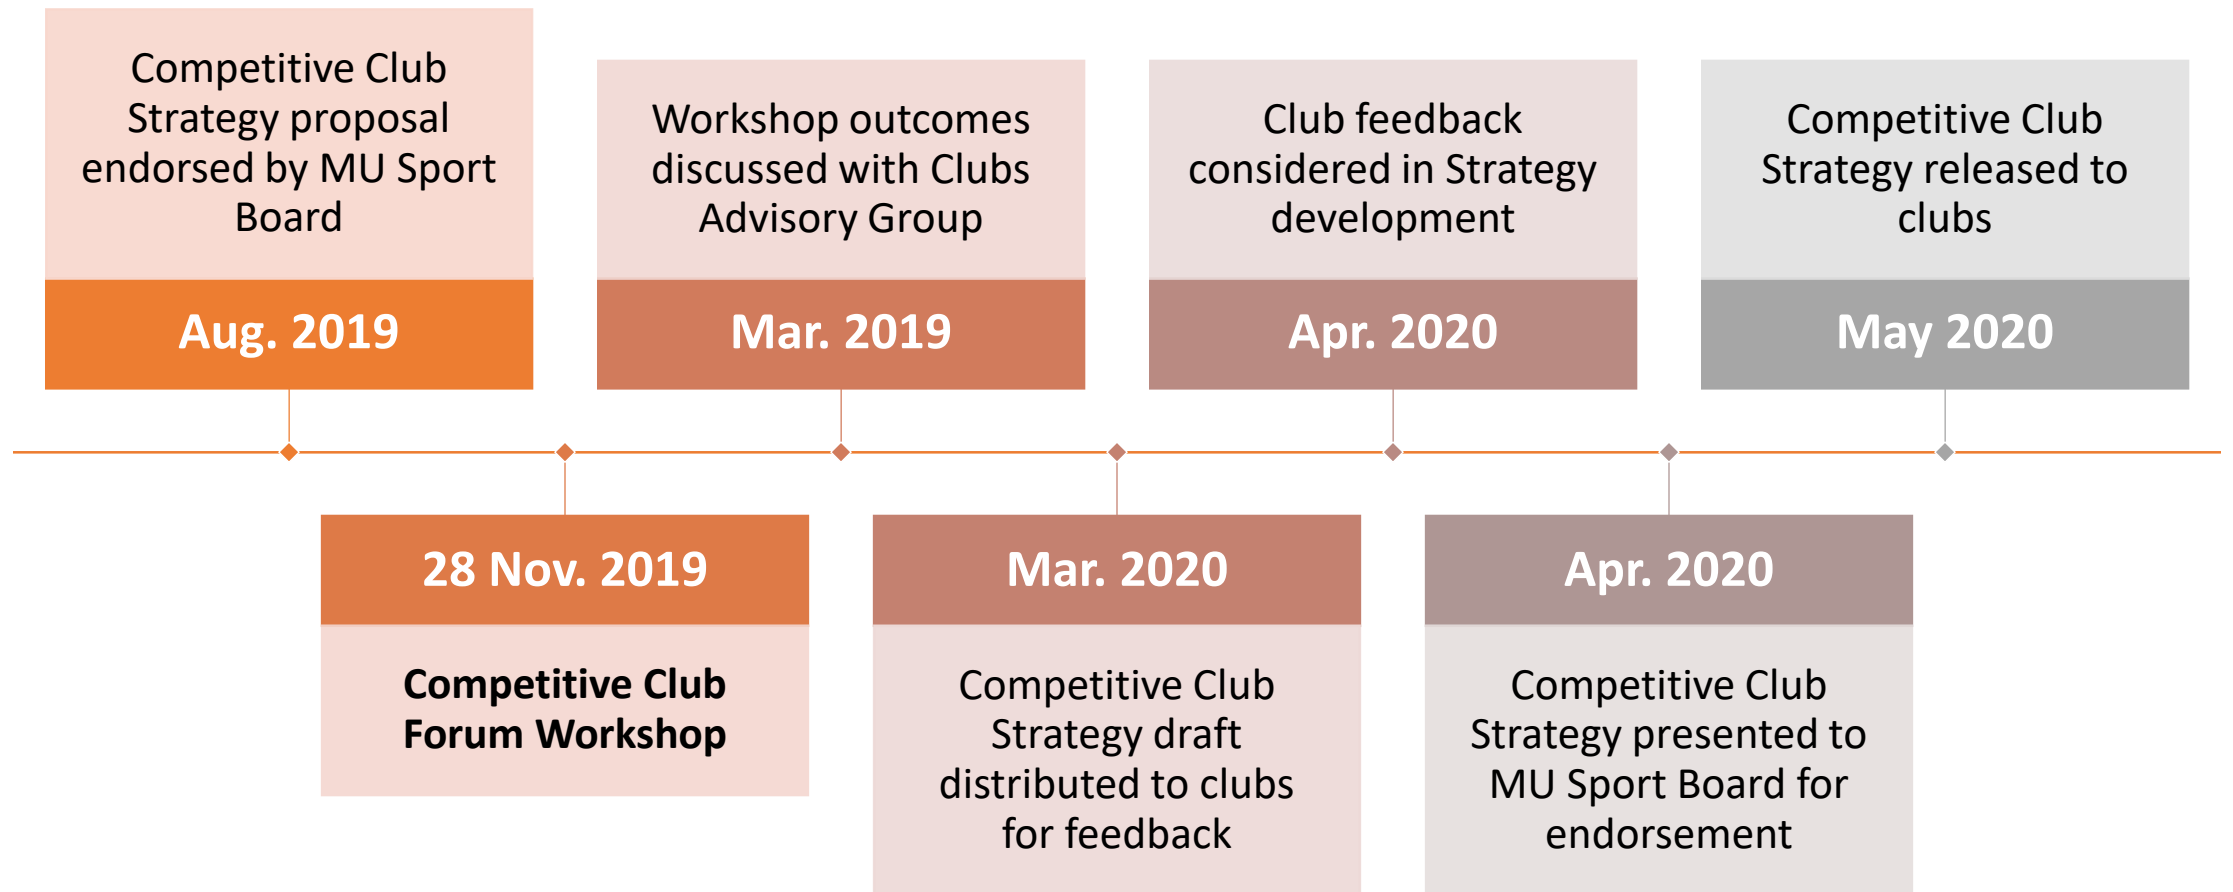 Competitive Club
Strategy proposal
endorsed by MU Sport
Board
Aug. 2019
28 Nov. 2019
Competitive Club
Forum Workshop
Workshop outcomes
discussed with Clubs
Advisory Group
Mar. 2019
Mar. 2020
Competitive Club
Strategy draft
distributed to clubs
for feedback
Club feedback
considered in Strategy
development
Apr. 2020
Apr. 2020
Competitive Club
Strategy presented to
MU Sport Board for
endorsement
Competitive Club
Strategy released to
clubs
May 2020